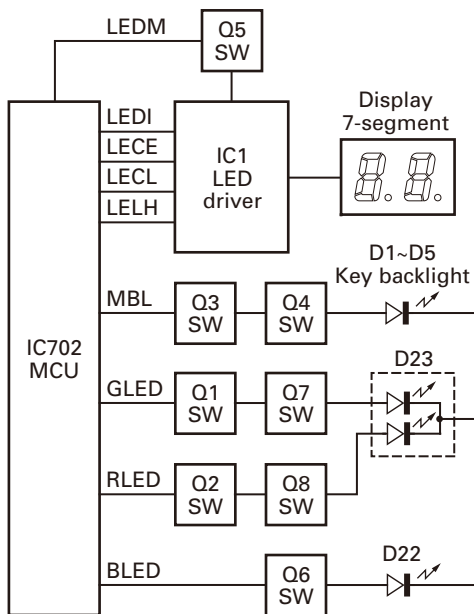 LEDM
Q5
SW
LEDI
LECE
LECL
LELH
IC1
LED
driver
Display
7-segment
8.8.
D1~D5
Key backlight
MBL
Q3
SW
Q4
SW
IC702
MCU
D23
GLED
Q1
SW
Q7
SW
RLED
Q2
SW
Q8
SW
D22
BLED
Q6
SW